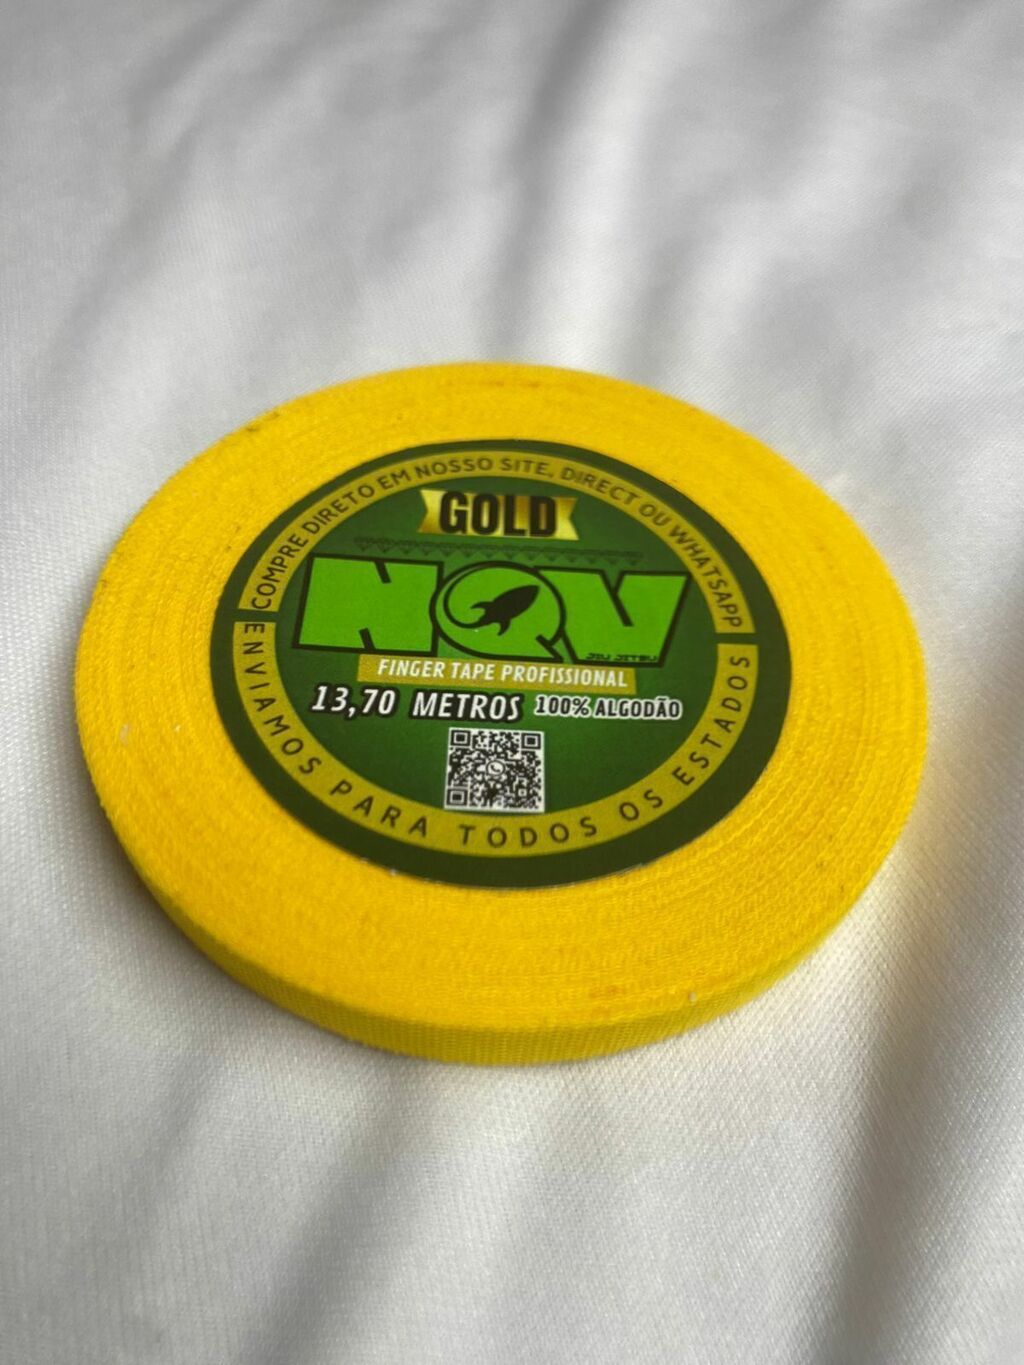 COMPRE DIRETO EM NOSSO SITE, DIRECT OU WHATSAPP
GOLD
NQV
JIU JITSU
FINGER TAPE PROFISSIONAL
13,70 METROS 100% ALGODÃO
ENVIAMOS PARA TODOS OS ESTADOS